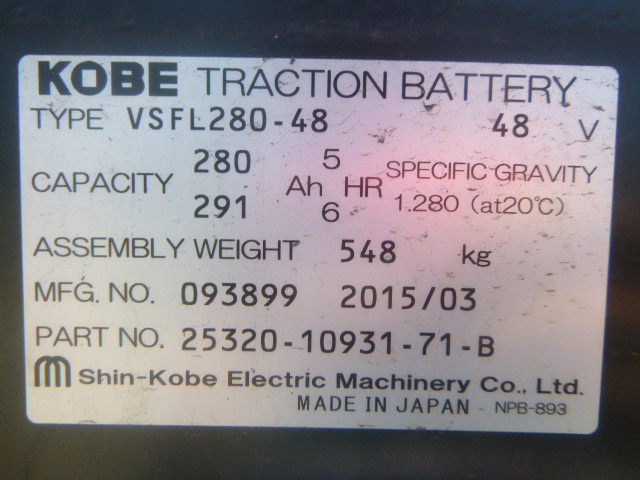 KOBE TRACTION BATTERY
TYPE VSFL280-48 48 V
CAPACITY 280 Ah 5 HR SPECIFIC GRAVITY
291 6 1.280 (at20℃)
ASSEMBLY WEIGHT 548 kg
MFG. NO. 093899 2015/03
PART NO. 25320-10931-71-B
m Shin-Kobe Electric Machinery Co., Ltd.
MADE IN JAPAN - NPB-893